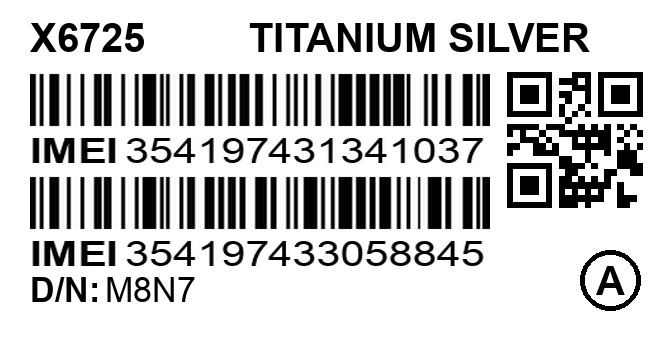 X6725 TITANIUM SILVER
IMEI 354197431341037
IMEI 354197433058845
D/N: M8N7
A